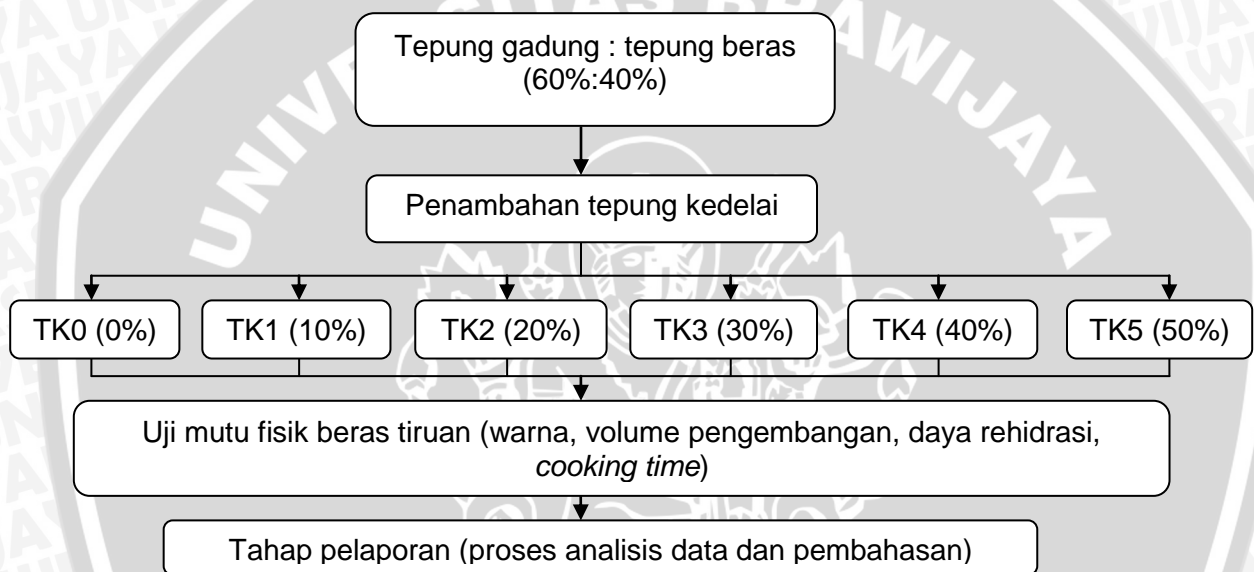 Tepung gadung : tepung beras
(60%:40%)
Penambahan tepung kedelai
TK0 (0%)
TK1 (10%)
TK2 (20%)
TK3 (30%)
TK4 (40%)
TK5 (50%)
Uji mutu fisik beras tiruan (warna, volume pengembangan, daya rehidrasi,
cooking time)
Tahap pelaporan (proses analisis data dan pembahasan)